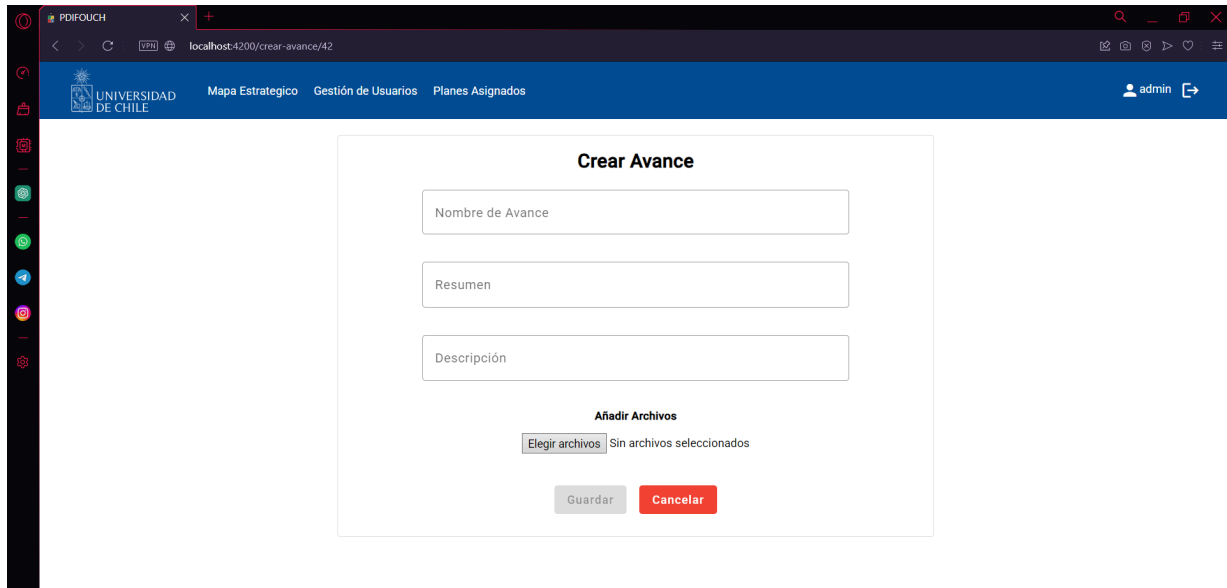 PDIFOUCH
VPN localhost:4200/crear-avance/42
UNIVERSIDAD
DE CHILE
Mapa Estrategico Gestión de Usuarios Planes Asignados admin
Crear Avance
Nombre de Avance
Resumen
Descripción
Añadir Archivos
Elegir archivos Sin archivos seleccionados
Guardar Cancelar